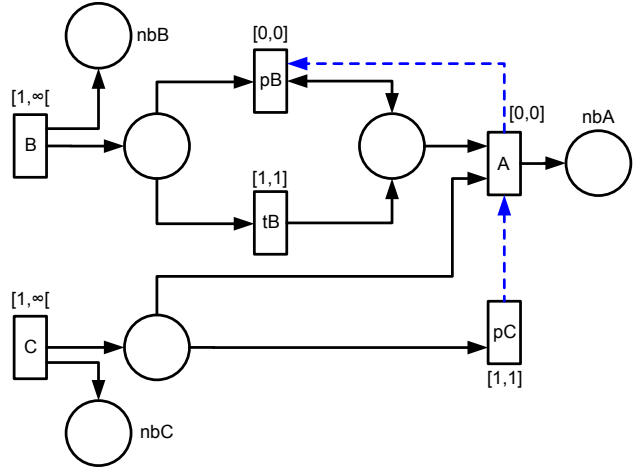 nbB
[0,0]
pB
[1,∞[
B
[0,0]
nbA
A
[1,1]
tB
[1,∞[
C
pC
[1,1]
nbC